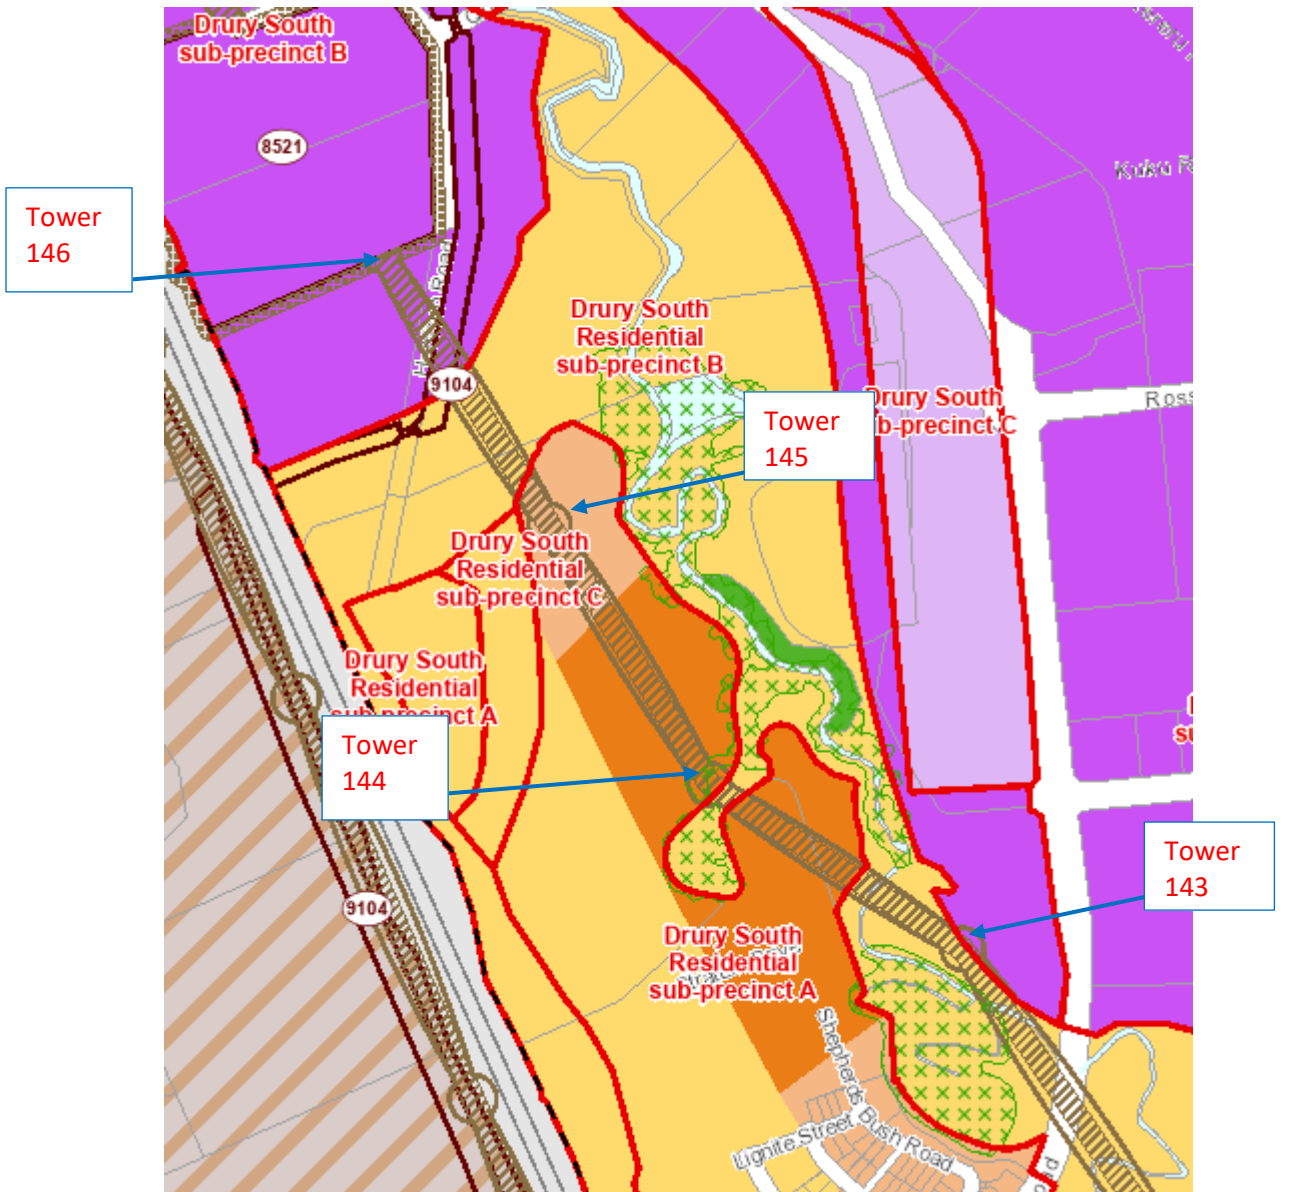 Drury South
sub-precinct B
8521
Kuku
Tower
146
Drury South
Residential
sub-precinct B
9104
Ross
Tower
145
Drury South
b-precinct C
Drury South
Residential
sub-precinct C
Drury South
Residential
sub-precinct A
Tower
144
Tower
143
9104
Drury South
Residential
sub-precinct A
Shepherds Bush Road
Lignite Street